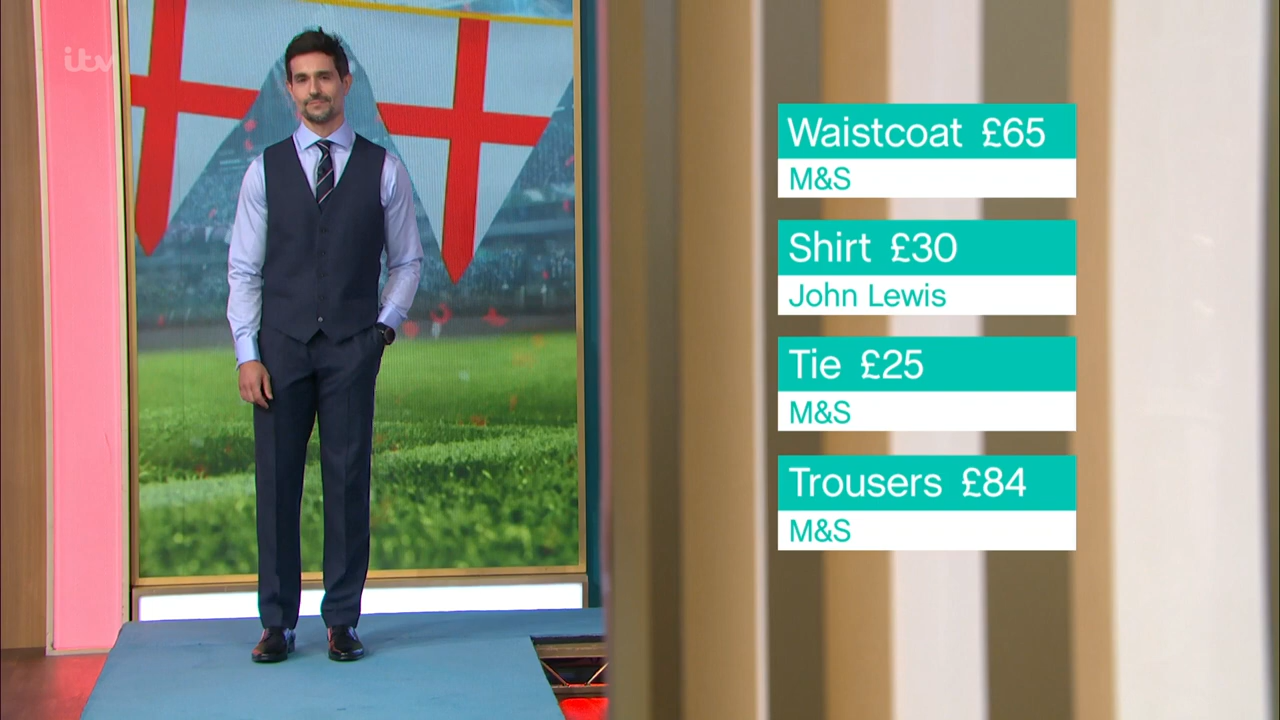 itv
Waistcoat £65
M&S
Shirt £30
John Lewis
Tie £25
M&S
Trousers £84
M&S